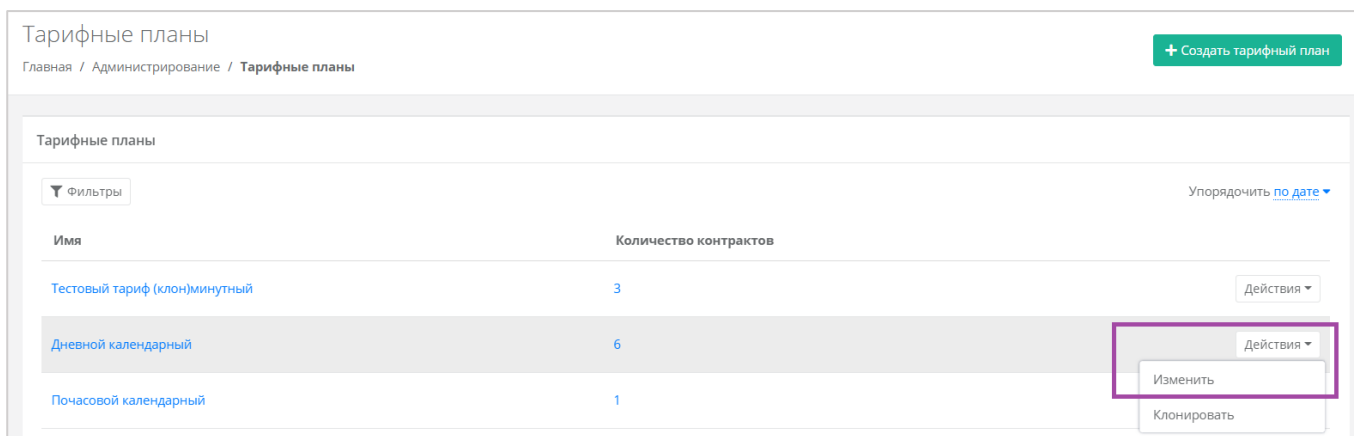 Тарифные планы
+ Создать тарифный план
Главная / Администрирование / Тарифные планы
Тарифные планы
Фильтры
Упорядочить по дате
Имя Количество контрактов
Тестовый тариф (клон)минутный 3 Действия
Дневной календарный 6 Действия
Изменить
Почасовой календарный 1
Клонировать